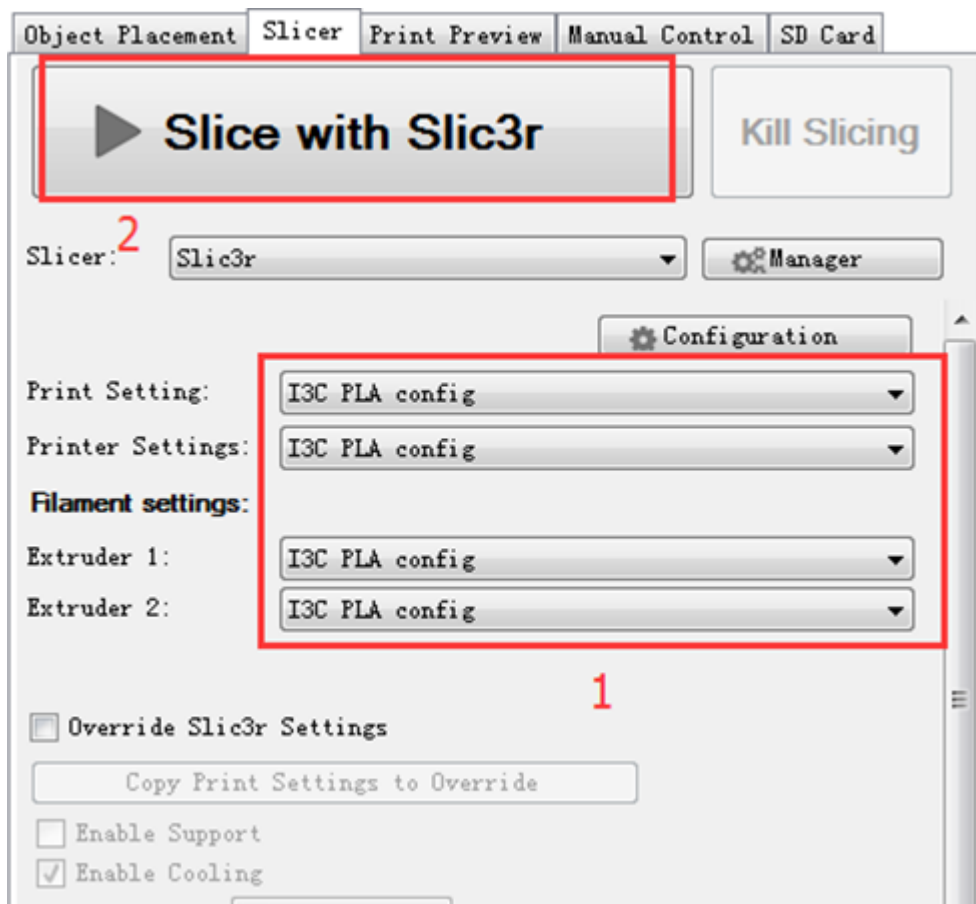 Object Placement Slicer Print Preview Manual Control SD Card
Slice with Slic3r Kill Slicing
2
Slicer: Slic3r Manager
Configuration
Print Setting: I3C PLA config
Printer Settings: I3C PLA config
Filament settings:
Extruder 1: I3C PLA config
Extruder 2: I3C PLA config
1
Override Slic3r Settings
Copy Print Settings to Override
Enable Support
Enable Cooling